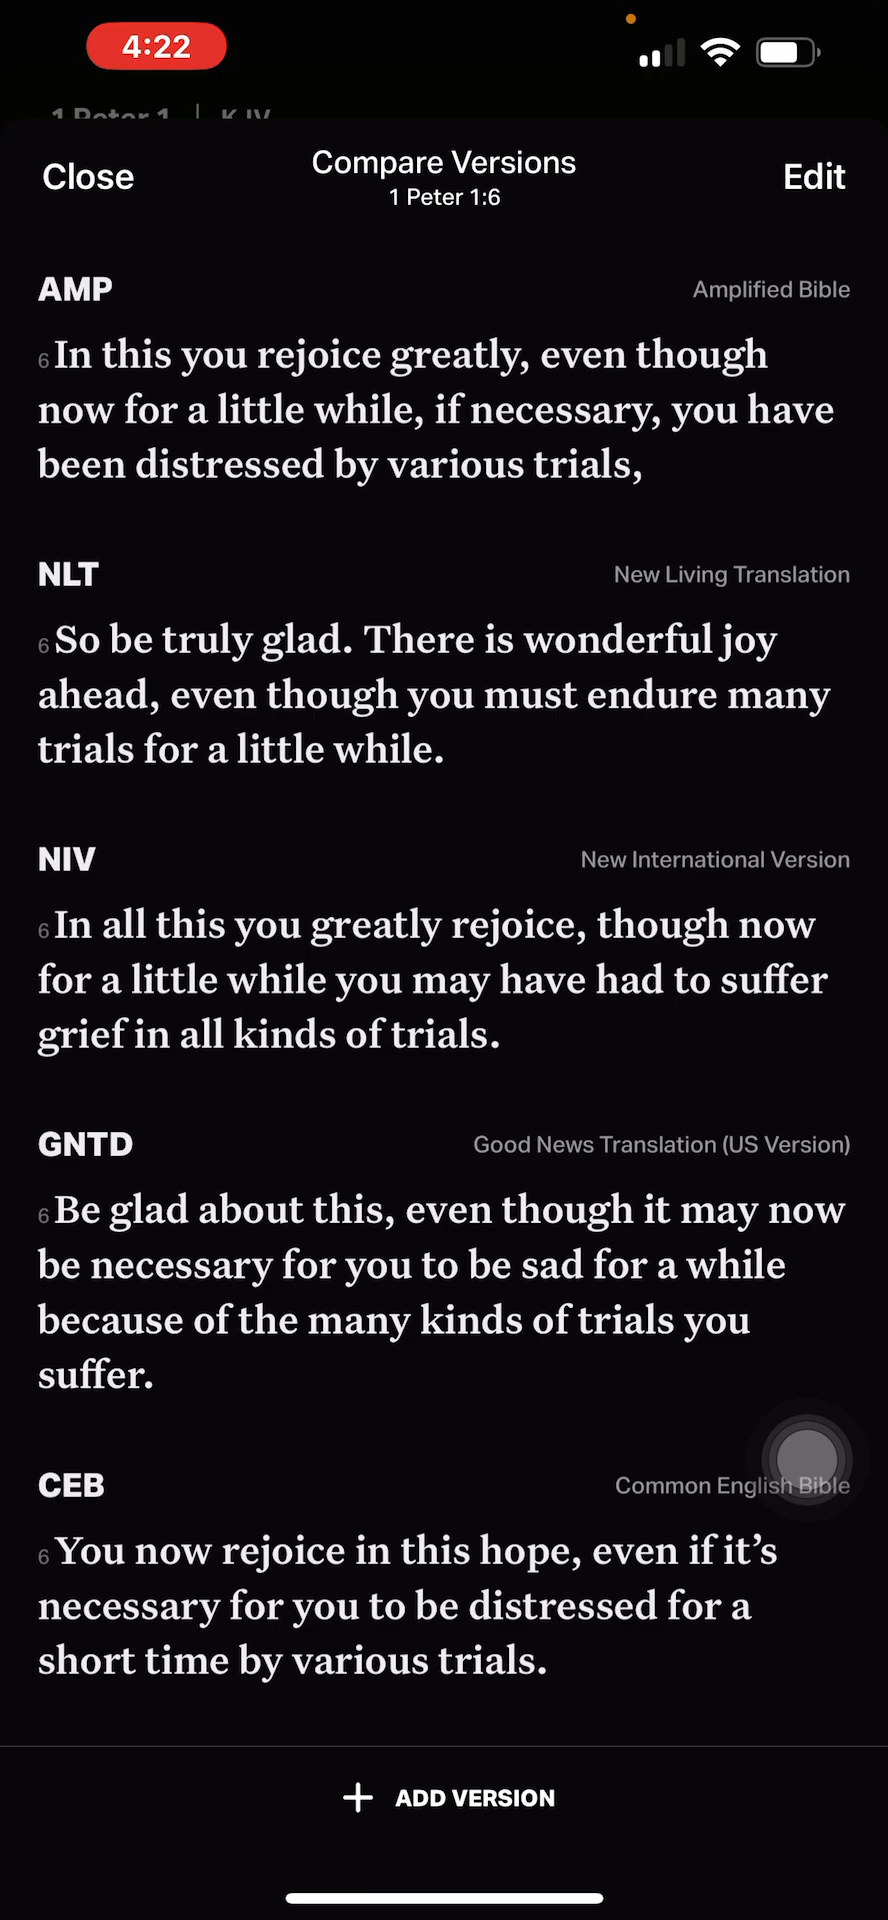 4:22
1 Peter 1 | KJV
Close
Compare Versions
Edit
1 Peter 1:6
AMP
Amplified Bible
6 In this you rejoice greatly, even though
now for a little while, if necessary, you have
been distressed by various trials,
NLT
New Living Translation
6 So be truly glad. There is wonderful joy
ahead, even though you must endure many
trials for a little while.
NIV
New International Version
6 In all this you greatly rejoice, though now
for a little while you may have had to suffer
grief in all kinds of trials.
GNTD
Good News Translation (US Version)
6 Be glad about this, even though it may now
be necessary for you to be sad for a while
because of the many kinds of trials you
suffer.
CEB
Common English Bible
6 You now rejoice in this hope, even if it’s
necessary for you to be distressed for a
short time by various trials.
+ ADD VERSION